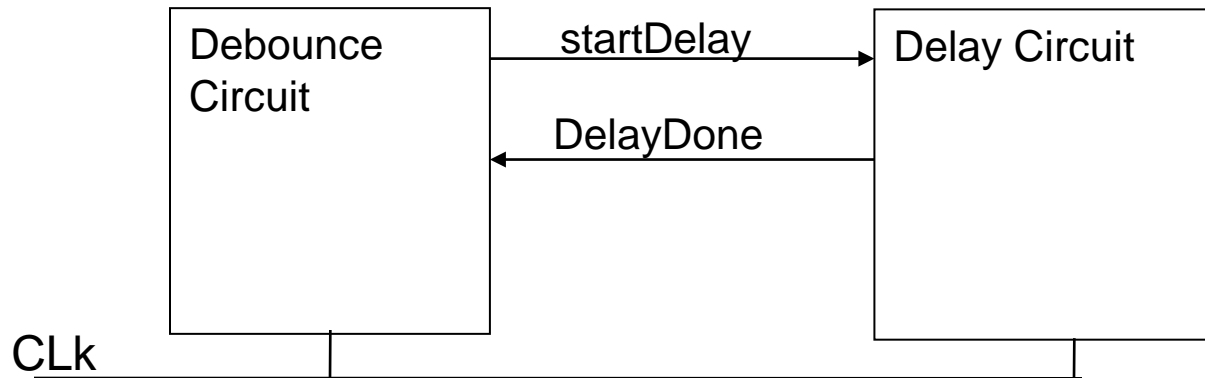 Debounce
Circuit
startDelay
Delay Circuit
DelayDone
CLk